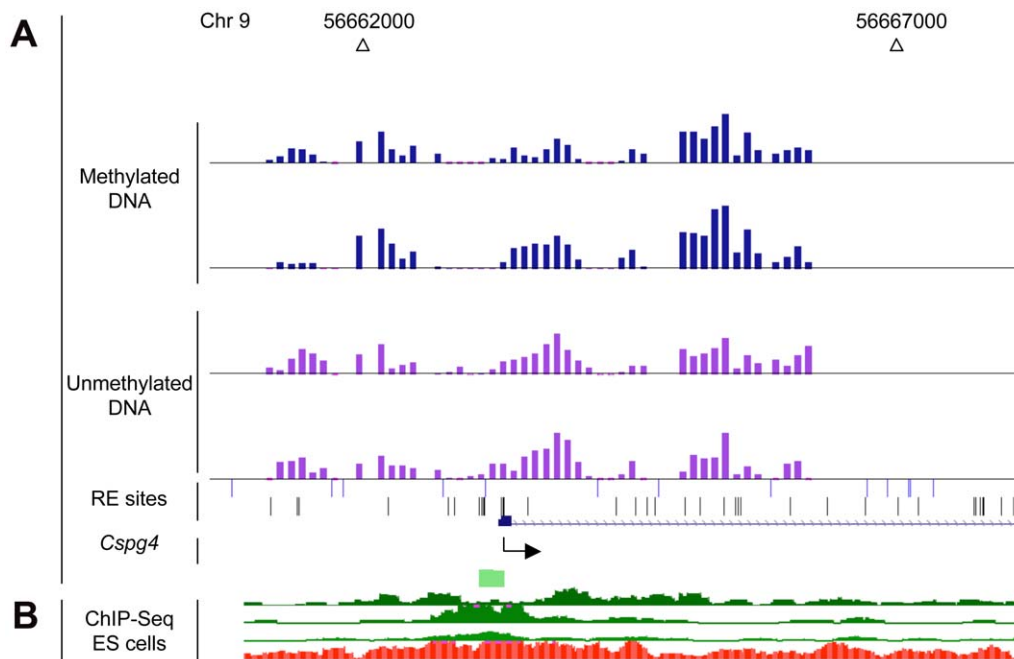 A
Chr 9
56662000
56667000
Methylated
DNA
Unmethylated
DNA
RE sites
Cspg4
B
ChIP-Seq
ES cells